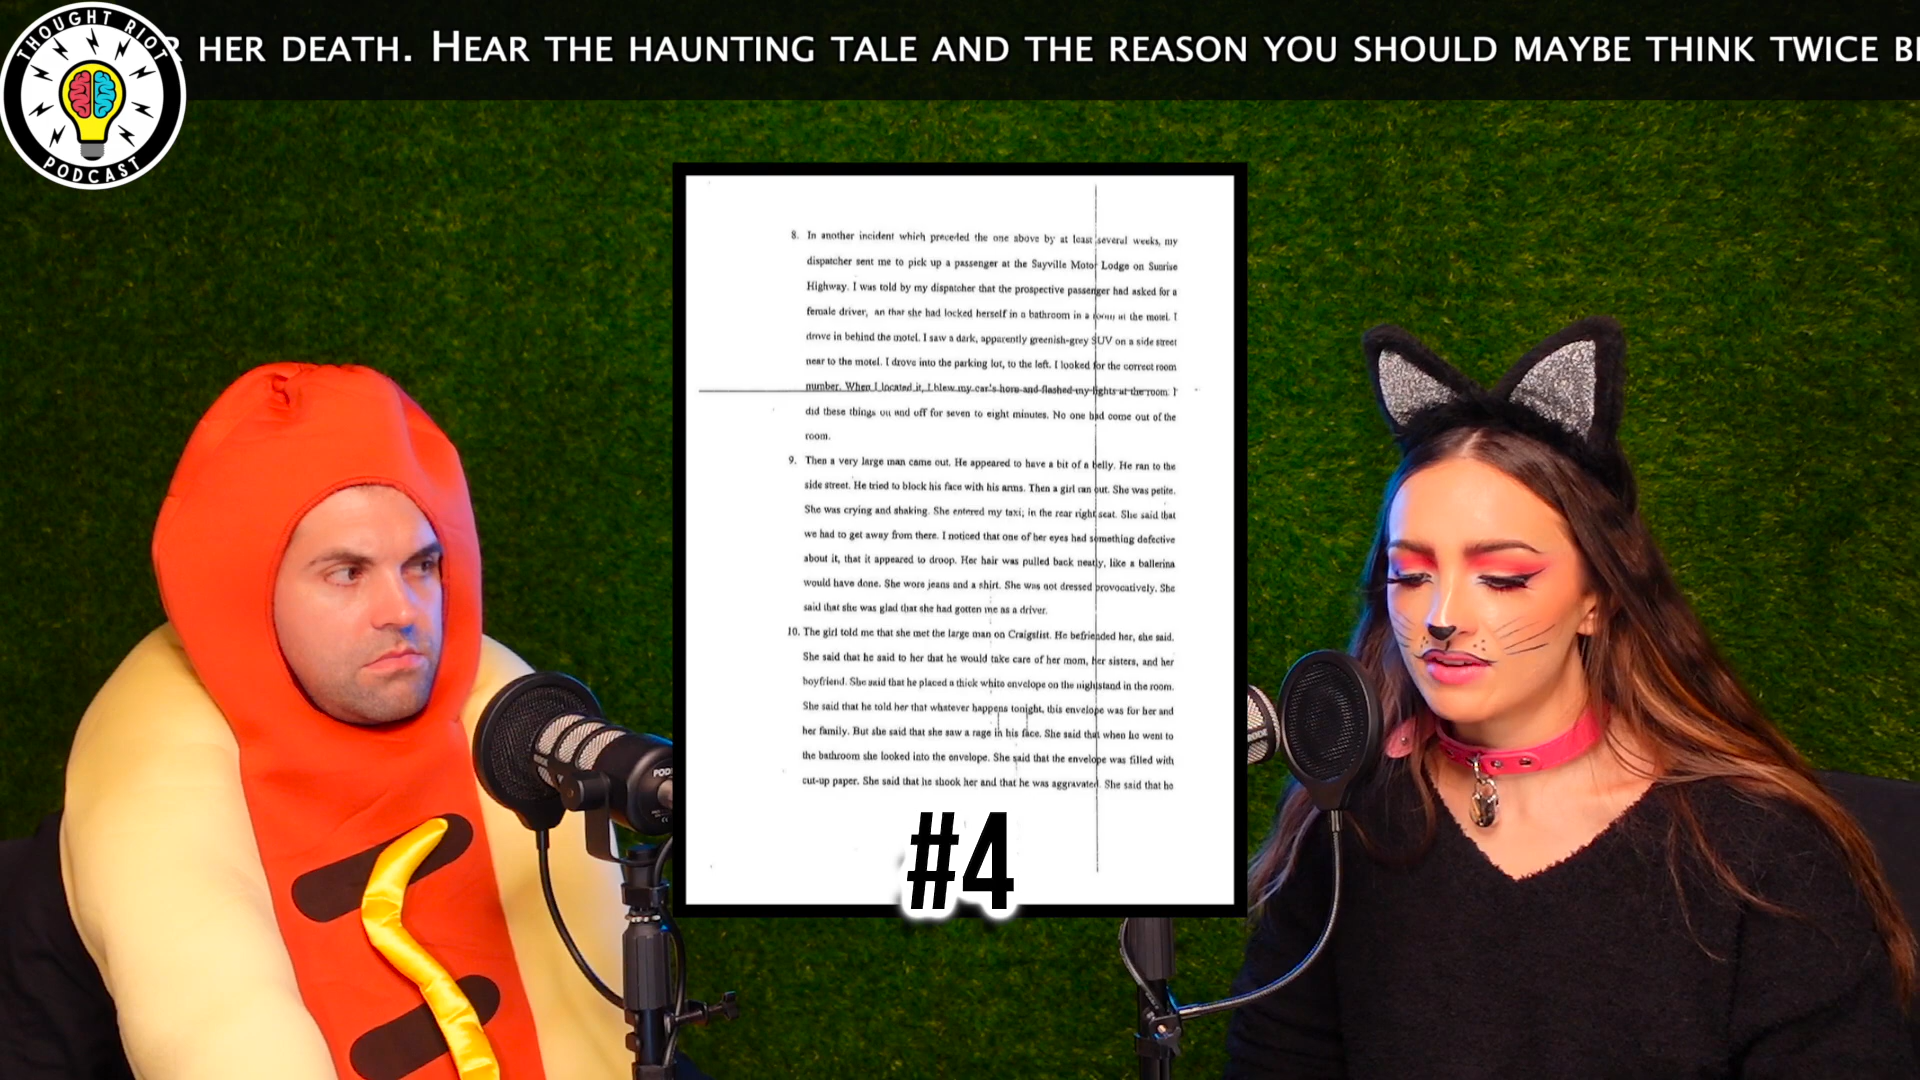 THOUGHT RIOT
PODCAST
R HER DEATH. HEAR THE HAUNTING TALE AND THE REASON YOU SHOULD MAYBE THINK TWICE BE
8. In another incident which preceded the one above by at least several weeks, my
dispatcher sent me to pick up a passenger at the Sayville Motor Lodge on Sunrise
Highway. I was told by my dispatcher that the prospective passenger had asked for a
female driver, an that she had locked herself in a bathroom in a room at the motel. I
drove in behind the motel. I saw a dark, apparently greenish-grey SUV on a side street
near to the motel. I drove into the parking lot, to the left. I looked for the correct room
number. When I located it, I blew my car's horn and flashed my lights at the room. I
did these things on and off for seven to eight minutes. No one had come out of the
room.
9. Then a very large man came out. He appeared to have a bit of a belly. He ran to the
side street. He tried to block his face with his arms. Then a girl ran out. She was petite.
She was crying and shaking. She entered my taxi; in the rear right seat. She said that
we had to get away from there. I noticed that one of her eyes had something defective
about it, that it appeared to droop. Her hair was pulled back neatly, like a ballerina
would have done. She wore jeans and a shirt. She was not dressed provocatively. She
said that she was glad that she had gotten me as a driver.
10. The girl told me that she met the large man on Craigslist. He befriended her, she said.
She said that he said to her that he would take care of her mom, her sisters, and her
boyfriend. She said that he placed a thick white envelope on the nightstand in the room.
She said that he told her that whatever happens tonight, this envelope was for her and
her family. But she said that she saw a rage in his face. She said that when he went to
the bathroom she looked into the envelope. She said that the envelope was filled with
cut-up paper. She said that he shook her and that he was aggravated. She said that he
#4
RODE
POD
RODE